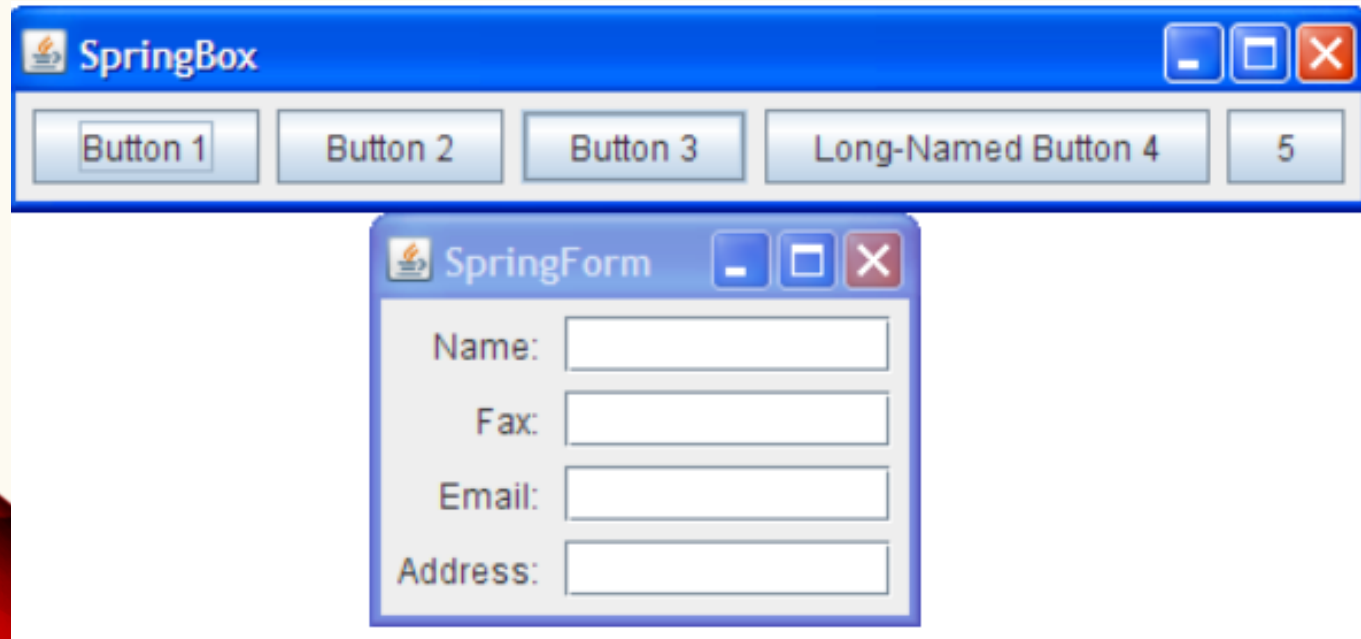 SpringBox
Button 1 Button 2 Button 3 Long-Named Button 4 5
SpringForm
Name:
Fax:
Email:
Address: